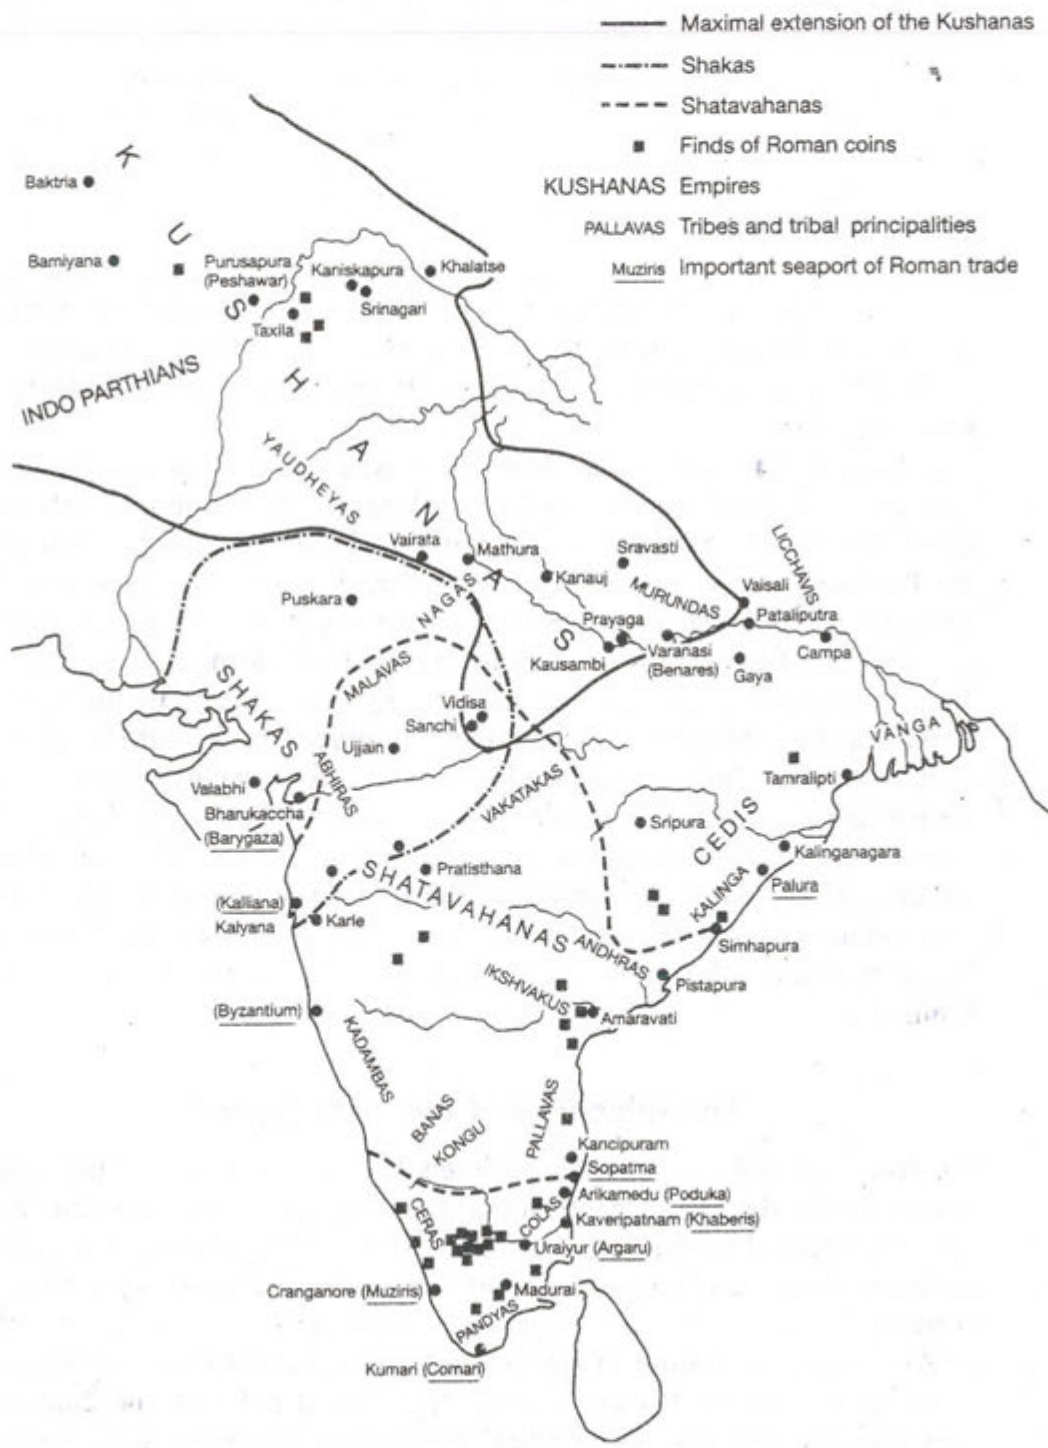 Maximal extension of the Kushanas
Shakas
Shatavahanas
Finds of Roman coins
KUSHANAS Empires
PALLAVAS Tribes and tribal principalities
Muziris Important seaport of Roman trade
KUSHANAS
Baktria
Bamiyana
Purusapura
(Peshawar)
Kaniskapura
Khalatse
Srinagari
Taxila
INDO PARTHIANS
YAUDHEYAS
Vairata
Mathura
Sravasti
LICCHAVIS
Kanauj
Vaisali
Puskara
NAGAS
MURUNDAS
Prayaga
Pataliputra
Kausambi
Varanasi
(Benares)
Campa
Gaya
SHAKAS
MALAVAS
Vidisa
Sanchi
Ujjain
VANGA
ABHIRAS
Tamralipti
Valabhi
Bharukaccha
(Barygaza)
VAKATAKAS
Sripura
CEDIS
Kalinganagara
Pratisthana
SHATAVAHANAS
KALINGA
Palura
(Kalliana)
Kalyana
Karle
ANDHRAS
Simhapura
IKSHVAKUS
Pistapura
(Byzantium)
Amaravati
KADAMBAS
BANAS
KONGU
PALLAVAS
Kancipuram
Sopatma
Arikamedu (Poduka)
CERAS
COLAS
Kaveripatnam (Khaberis)
Uraiyur (Argaru)
Cranganore (Muziris)
Madurai
PANDYAS
Kumari (Comari)